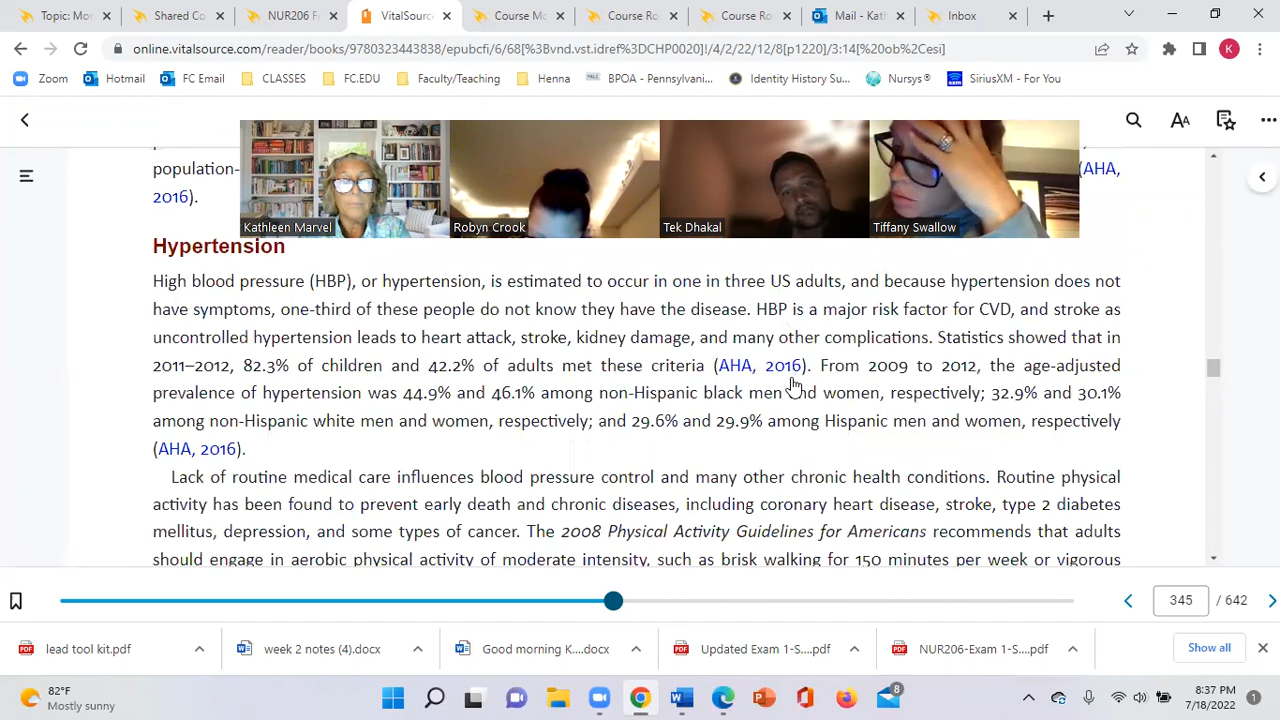 Topic: Mor
Shared Co
NUR206 F
VitalSource
Course Mo
Course Ros
Course Ros
Mail - Kath
Inbox
online.vitalsource.com/reader/books/9780323443838/epubcfi/6/68[%3Bvnd.vst.idref%3DCHP0020]!/4/2/22/12/8[p1220]/3:14[%20ob%2Cesi]
K
Zoom
Hotmail
FC Email
CLASSES
FC.EDU
Faculty/Teaching
Henna
BPOA - Pennsylvani...
Identity History Su...
Nursys®
SiriusXM - For You
AA
population-
(AHA,
2016).
Kathleen Marvel
Robyn Crook
Tek Dhakal
Tiffany Swallow
Hypertension
High blood pressure (HBP), or hypertension, is estimated to occur in one in three US adults, and because hypertension does not
have symptoms, one-third of these people do not know they have the disease. HBP is a major risk factor for CVD, and stroke as
uncontrolled hypertension leads to heart attack, stroke, kidney damage, and many other complications. Statistics showed that in
2011–2012, 82.3% of children and 42.2% of adults met these criteria (AHA, 2016). From 2009 to 2012, the age-adjusted
prevalence of hypertension was 44.9% and 46.1% among non-Hispanic black men and women, respectively; 32.9% and 30.1%
among non-Hispanic white men and women, respectively; and 29.6% and 29.9% among Hispanic men and women, respectively
(AHA, 2016).
Lack of routine medical care influences blood pressure control and many other chronic health conditions. Routine physical
activity has been found to prevent early death and chronic diseases, including coronary heart disease, stroke, type 2 diabetes
mellitus, depression, and some types of cancer. The 2008 Physical Activity Guidelines for Americans recommends that adults
should engage in aerobic physical activity of moderate intensity, such as brisk walking for 150 minutes per week or vigorous
345 / 642
lead tool kit.pdf
week 2 notes (4).docx
Good morning K....docx
Updated Exam 1-S....pdf
NUR206-Exam 1-S....pdf
Show all
82°F
Mostly sunny
8
8:37 PM
7/18/2022
1